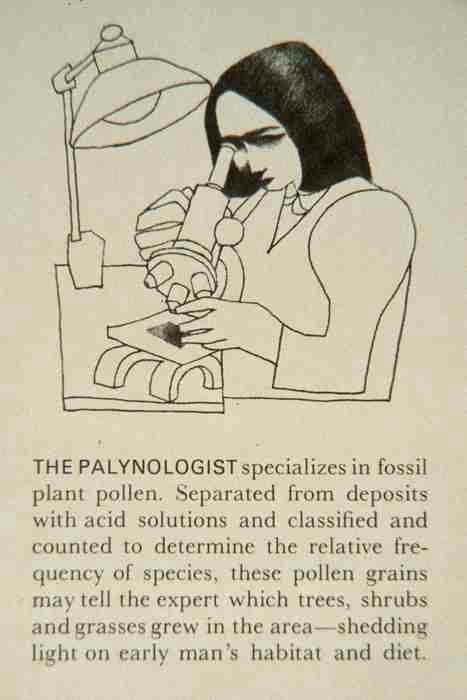 THE PALYNOLOGIST specializes in fossil
plant pollen. Separated from deposits
with acid solutions and classified and
counted to determine the relative fre-
quency of species, these pollen grains
may tell the expert which trees, shrubs
and grasses grew in the area—shedding
light on early man's habitat and diet.